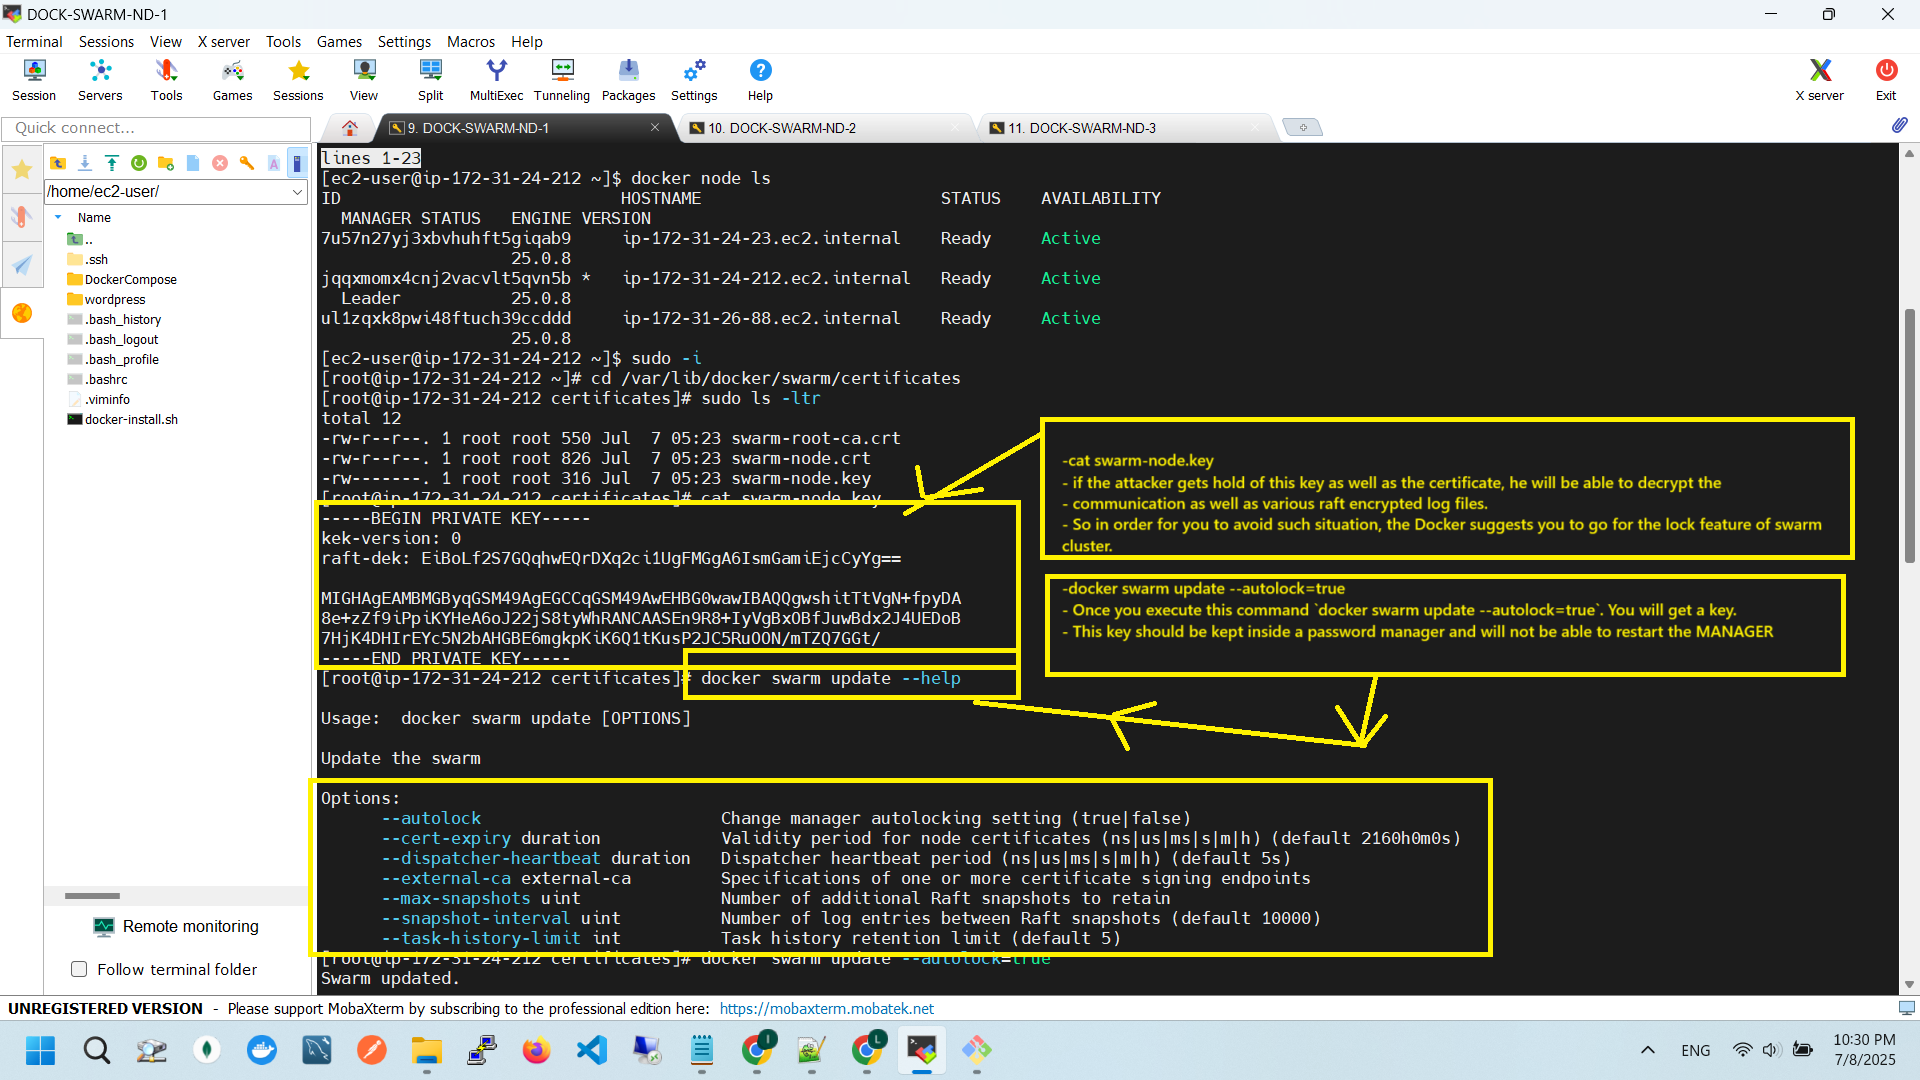 DOCK-SWARM-ND-1
Terminal Sessions View X server Tools Games Settings Macros Help
Session Servers Tools Games Sessions View Split MultiExec Tunneling Packages Settings Help X server Exit
Quick connect...
9. DOCK-SWARM-ND-1
10. DOCK-SWARM-ND-2
11. DOCK-SWARM-ND-3
/home/ec2-user/
Name
..
.ssh
DockerCompose
wordpress
.bash_history
.bash_logout
.bash_profile
.bashrc
.viminfo
docker-install.sh
Remote monitoring
Follow terminal folder
lines 1-23
[ec2-user@ip-172-31-24-212 ~]$ docker node ls
ID HOSTNAME STATUS AVAILABILITY
MANAGER STATUS ENGINE VERSION
7u57n27yj3xbvhuhft5giqab9 ip-172-31-24-23.ec2.internal Ready Active
25.0.8
jqqxmomx4cnj2vacvlt5qvn5b * ip-172-31-24-212.ec2.internal Ready Active
Leader 25.0.8
ul1zqxk8pwi48ftuch39ccddd ip-172-31-26-88.ec2.internal Ready Active
25.0.8
[ec2-user@ip-172-31-24-212 ~]$ sudo -i
[root@ip-172-31-24-212 ~]# cd /var/lib/docker/swarm/certificates
[root@ip-172-31-24-212 certificates]# sudo ls -ltr
total 12
-rw-r--r--. 1 root root 550 Jul 7 05:23 swarm-root-ca.crt
-rw-r--r--. 1 root root 826 Jul 7 05:23 swarm-node.crt
-rw-------. 1 root root 316 Jul 7 05:23 swarm-node.key
[root@ip-172-31-24-212 certificates]# cat swarm-node.key
-----BEGIN PRIVATE KEY-----
kek-version: 0
raft-dek: EiBoLf2S7GQqhwEQrDXq2ci1UgFMGgA6IsmGamiEjcCyYg==
MIGHAgEAMBMGByqGSM49AgEGCCqGSM49AwEHBG0wawIBAQQgwshitTtVgN+fpyDA
8e+zZf9iPpiKYHeA6oJ22jS8tyWhRANCAASEn9R8+IyVgBxOBfJuwBdx2J4UEDoB
7HjK4DHIrEYc5N2bAHGBE6mgkpKiK6Q1tKusP2JC5RuOON/mTZQ7GGt/
-----END PRIVATE KEY-----
[root@ip-172-31-24-212 certificates]# docker swarm update --help
Usage: docker swarm update [OPTIONS]
Update the swarm
Options:
--autolock Change manager autolocking setting (true|false)
--cert-expiry duration Validity period for node certificates (ns|us|ms|s|m|h) (default 2160h0m0s)
--dispatcher-heartbeat duration Dispatcher heartbeat period (ns|us|ms|s|m|h) (default 5s)
--external-ca external-ca Specifications of one or more certificate signing endpoints
--max-snapshots uint Number of additional Raft snapshots to retain
--snapshot-interval uint Number of log entries between Raft snapshots (default 10000)
--task-history-limit int Task history retention limit (default 5)
[root@ip-172-31-24-212 certificates]# docker swarm update --autolock=true
Swarm updated.
-cat swarm-node.key
- if the attacker gets hold of this key as well as the certificate, he will be able to decrypt the
- communication as well as various raft encrypted log files.
- So in order for you to avoid such situation, the Docker suggests you to go for the lock feature of swarm
cluster.
-docker swarm update --autolock=true
- Once you execute this command `docker swarm update --autolock=true`. You will get a key.
- This key should be kept inside a password manager and will not be able to restart the MANAGER
UNREGISTERED VERSION - Please support MobaXterm by subscribing to the professional edition here: https://mobaxterm.mobatek.net
ENG
10:30 PM
7/8/2025